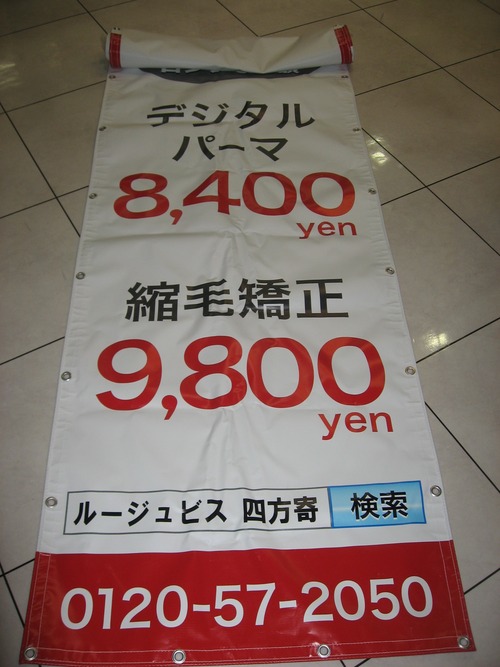 デジタル
パーマ
8,400
yen
縮毛矯正
9,800
yen
ルージュビス 四方寄 検索
0120-57-2050